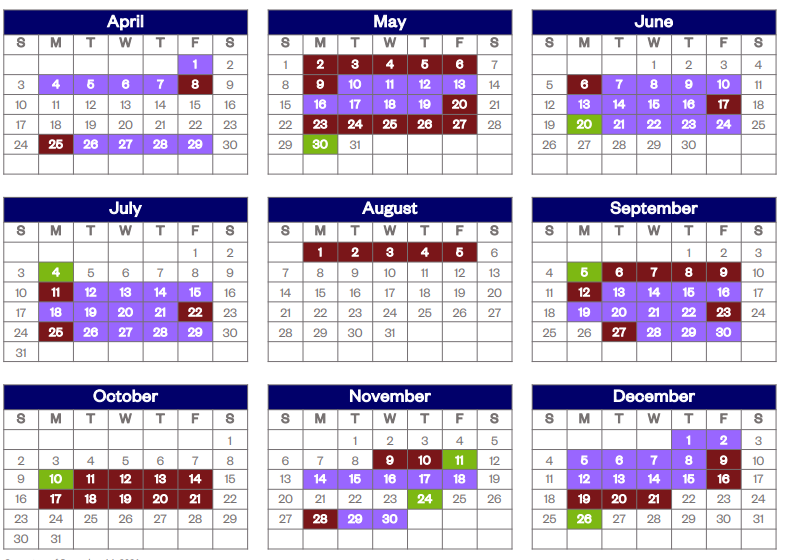 April
S M T W T F S
1 2
3 4 5 6 7 8 9
10 11 12 13 14 15 16
17 18 19 20 21 22 23
24 25 26 27 28 29 30
May
S M T W T F S
1 2 3 4 5 6 7
8 9 10 11 12 13 14
15 16 17 18 19 20 21
22 23 24 25 26 27 28
29 30 31
June
S M T W T F S
1 2 3 4
5 6 7 8 9 10 11
12 13 14 15 16 17 18
19 20 21 22 23 24 25
26 27 28 29 30
July
S M T W T F S
1 2
3 4 5 6 7 8 9
10 11 12 13 14 15 16
17 18 19 20 21 22 23
24 25 26 27 28 29 30
31
August
S M T W T F S
1 2 3 4 5 6
7 8 9 10 11 12 13
14 15 16 17 18 19 20
21 22 23 24 25 26 27
28 29 30 31
September
S M T W T F S
1 2 3
4 5 6 7 8 9 10
11 12 13 14 15 16 17
18 19 20 21 22 23 24
25 26 27 28 29 30
October
S M T W T F S
1
2 3 4 5 6 7 8
9 10 11 12 13 14 15
16 17 18 19 20 21 22
23 24 25 26 27 28 29
30 31
November
S M T W T F S
1 2 3 4 5
6 7 8 9 10 11 12
13 14 15 16 17 18 19
20 21 22 23 24 25 26
27 28 29 30
December
S M T W T F S
1 2 3
4 5 6 7 8 9 10
11 12 13 14 15 16 17
18 19 20 21 22 23 24
25 26 27 28 29 30 31